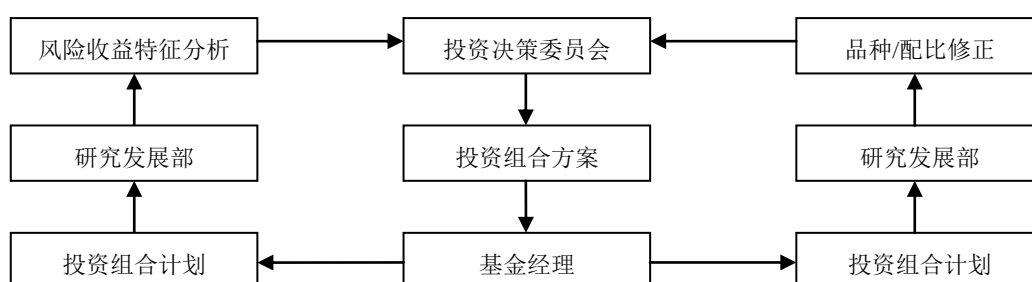 风险收益特征分析
投资决策委员会
品种/配比修正
研究发展部
投资组合方案
研究发展部
投资组合计划
基金经理
投资组合计划